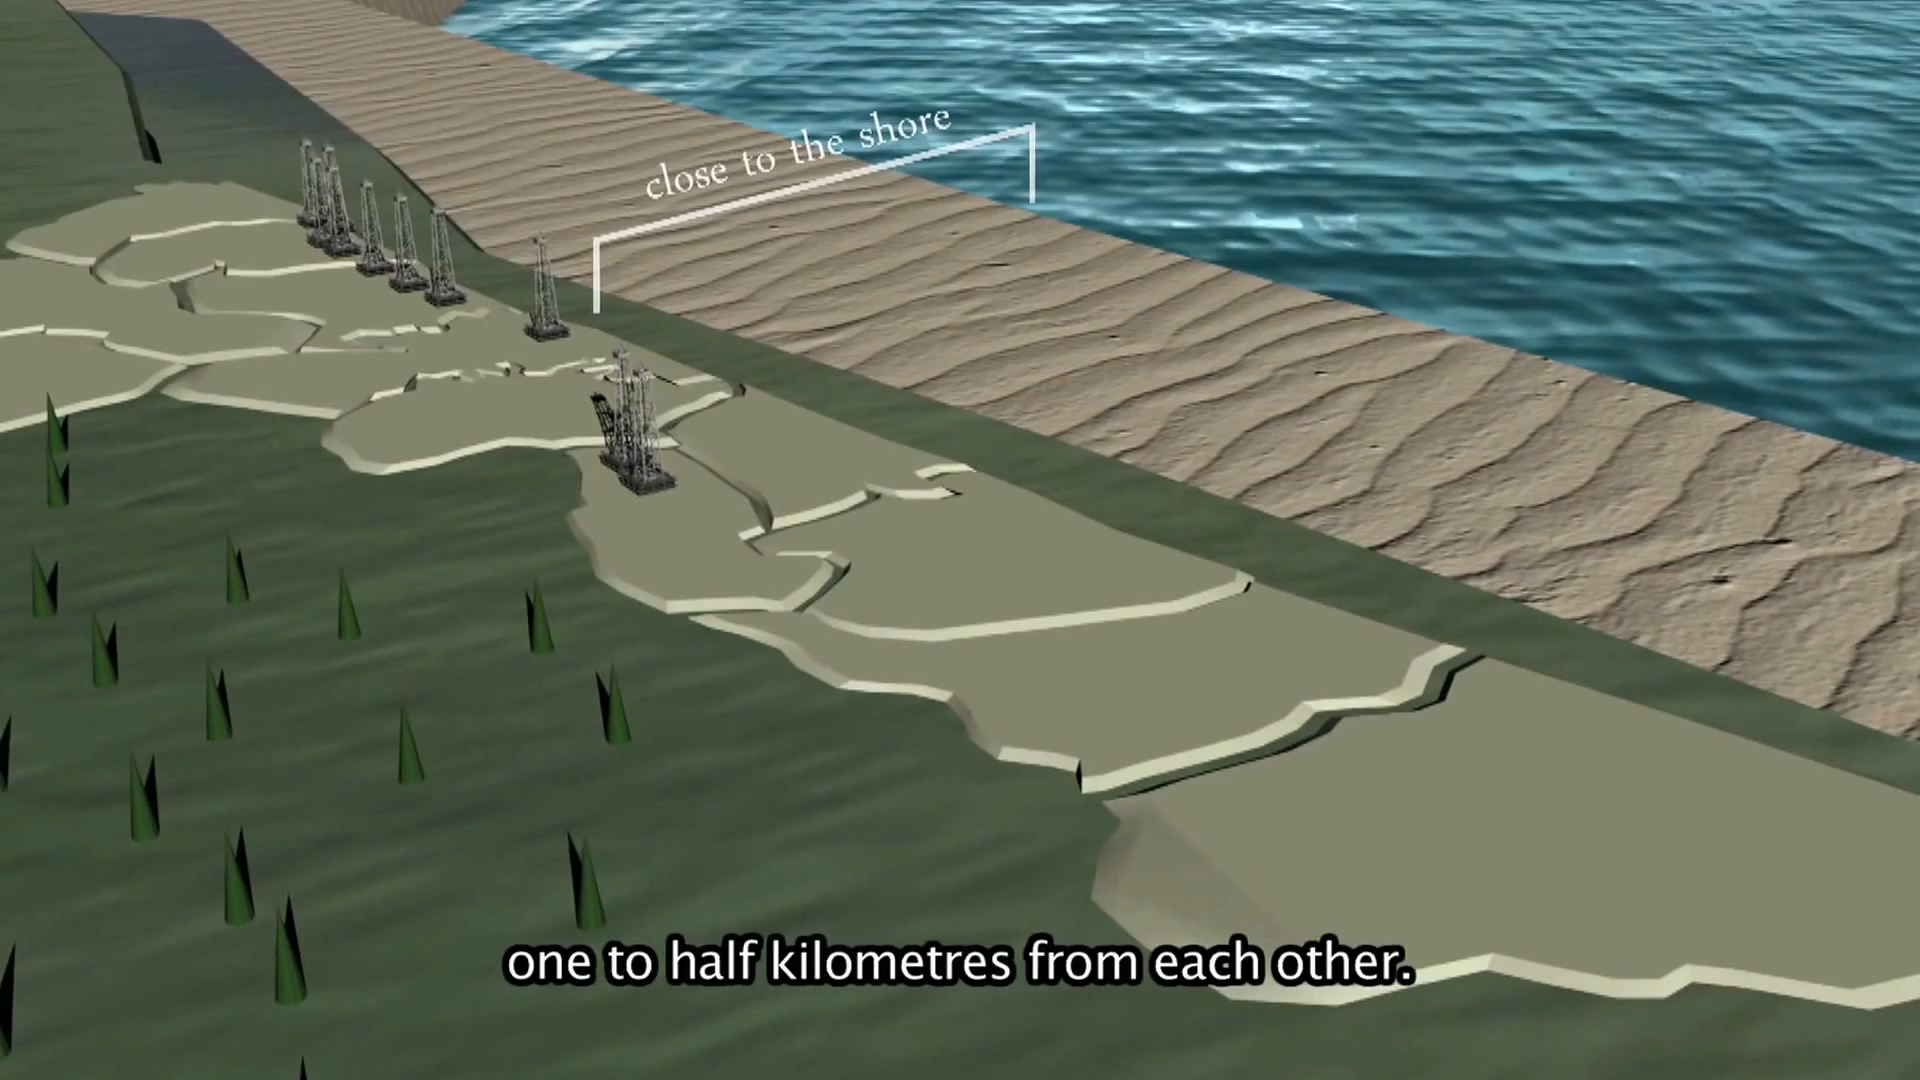 close to the shore
one to half kilometres from each other.